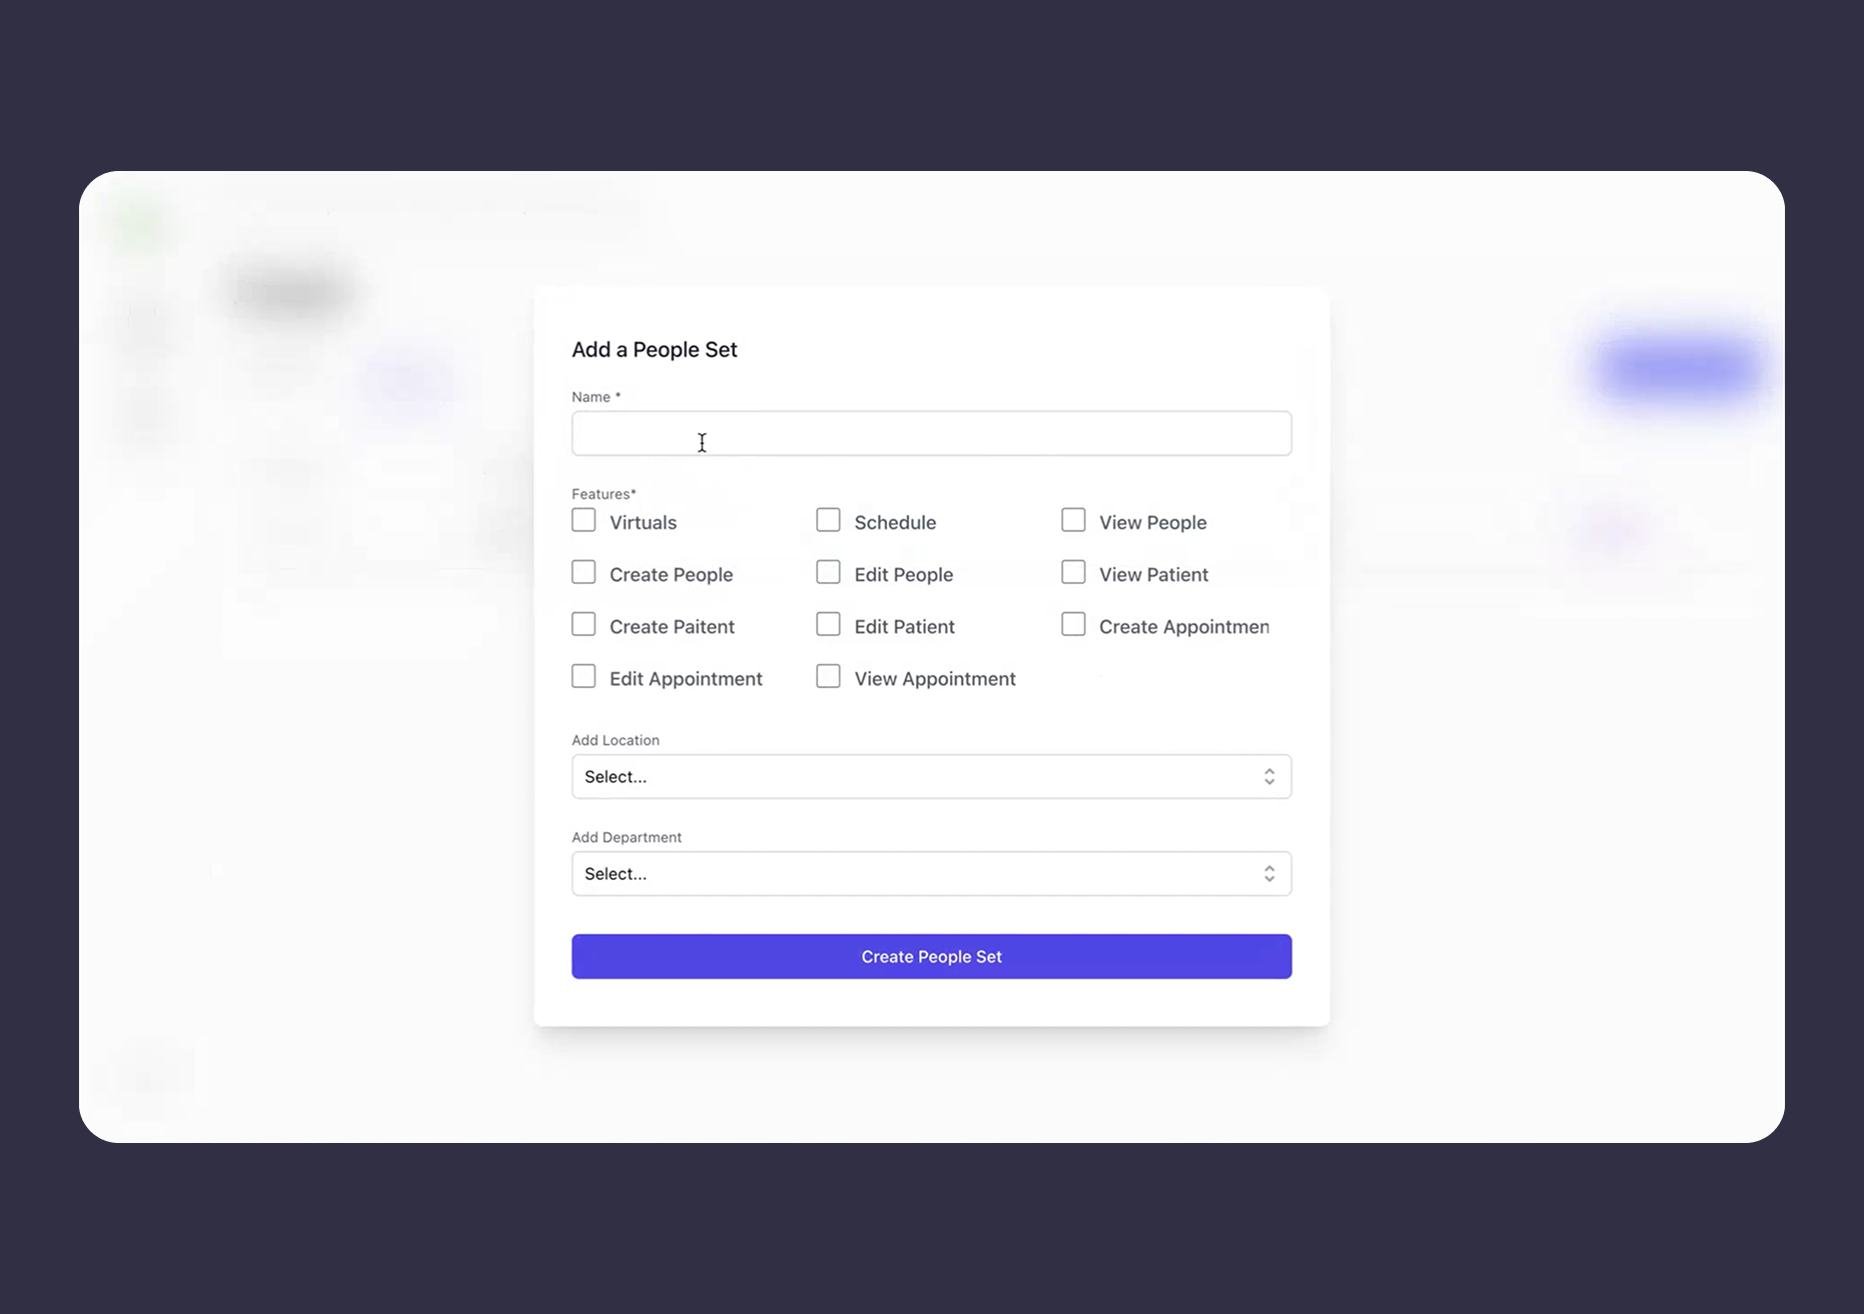 Add a People Set
Name *
Features*
Virtuals
Schedule
View People
Create People
Edit People
View Patient
Create Paitent
Edit Patient
Create Appointmen
Edit Appointment
View Appointment
Add Location
Select...
Add Department
Select...
Create People Set